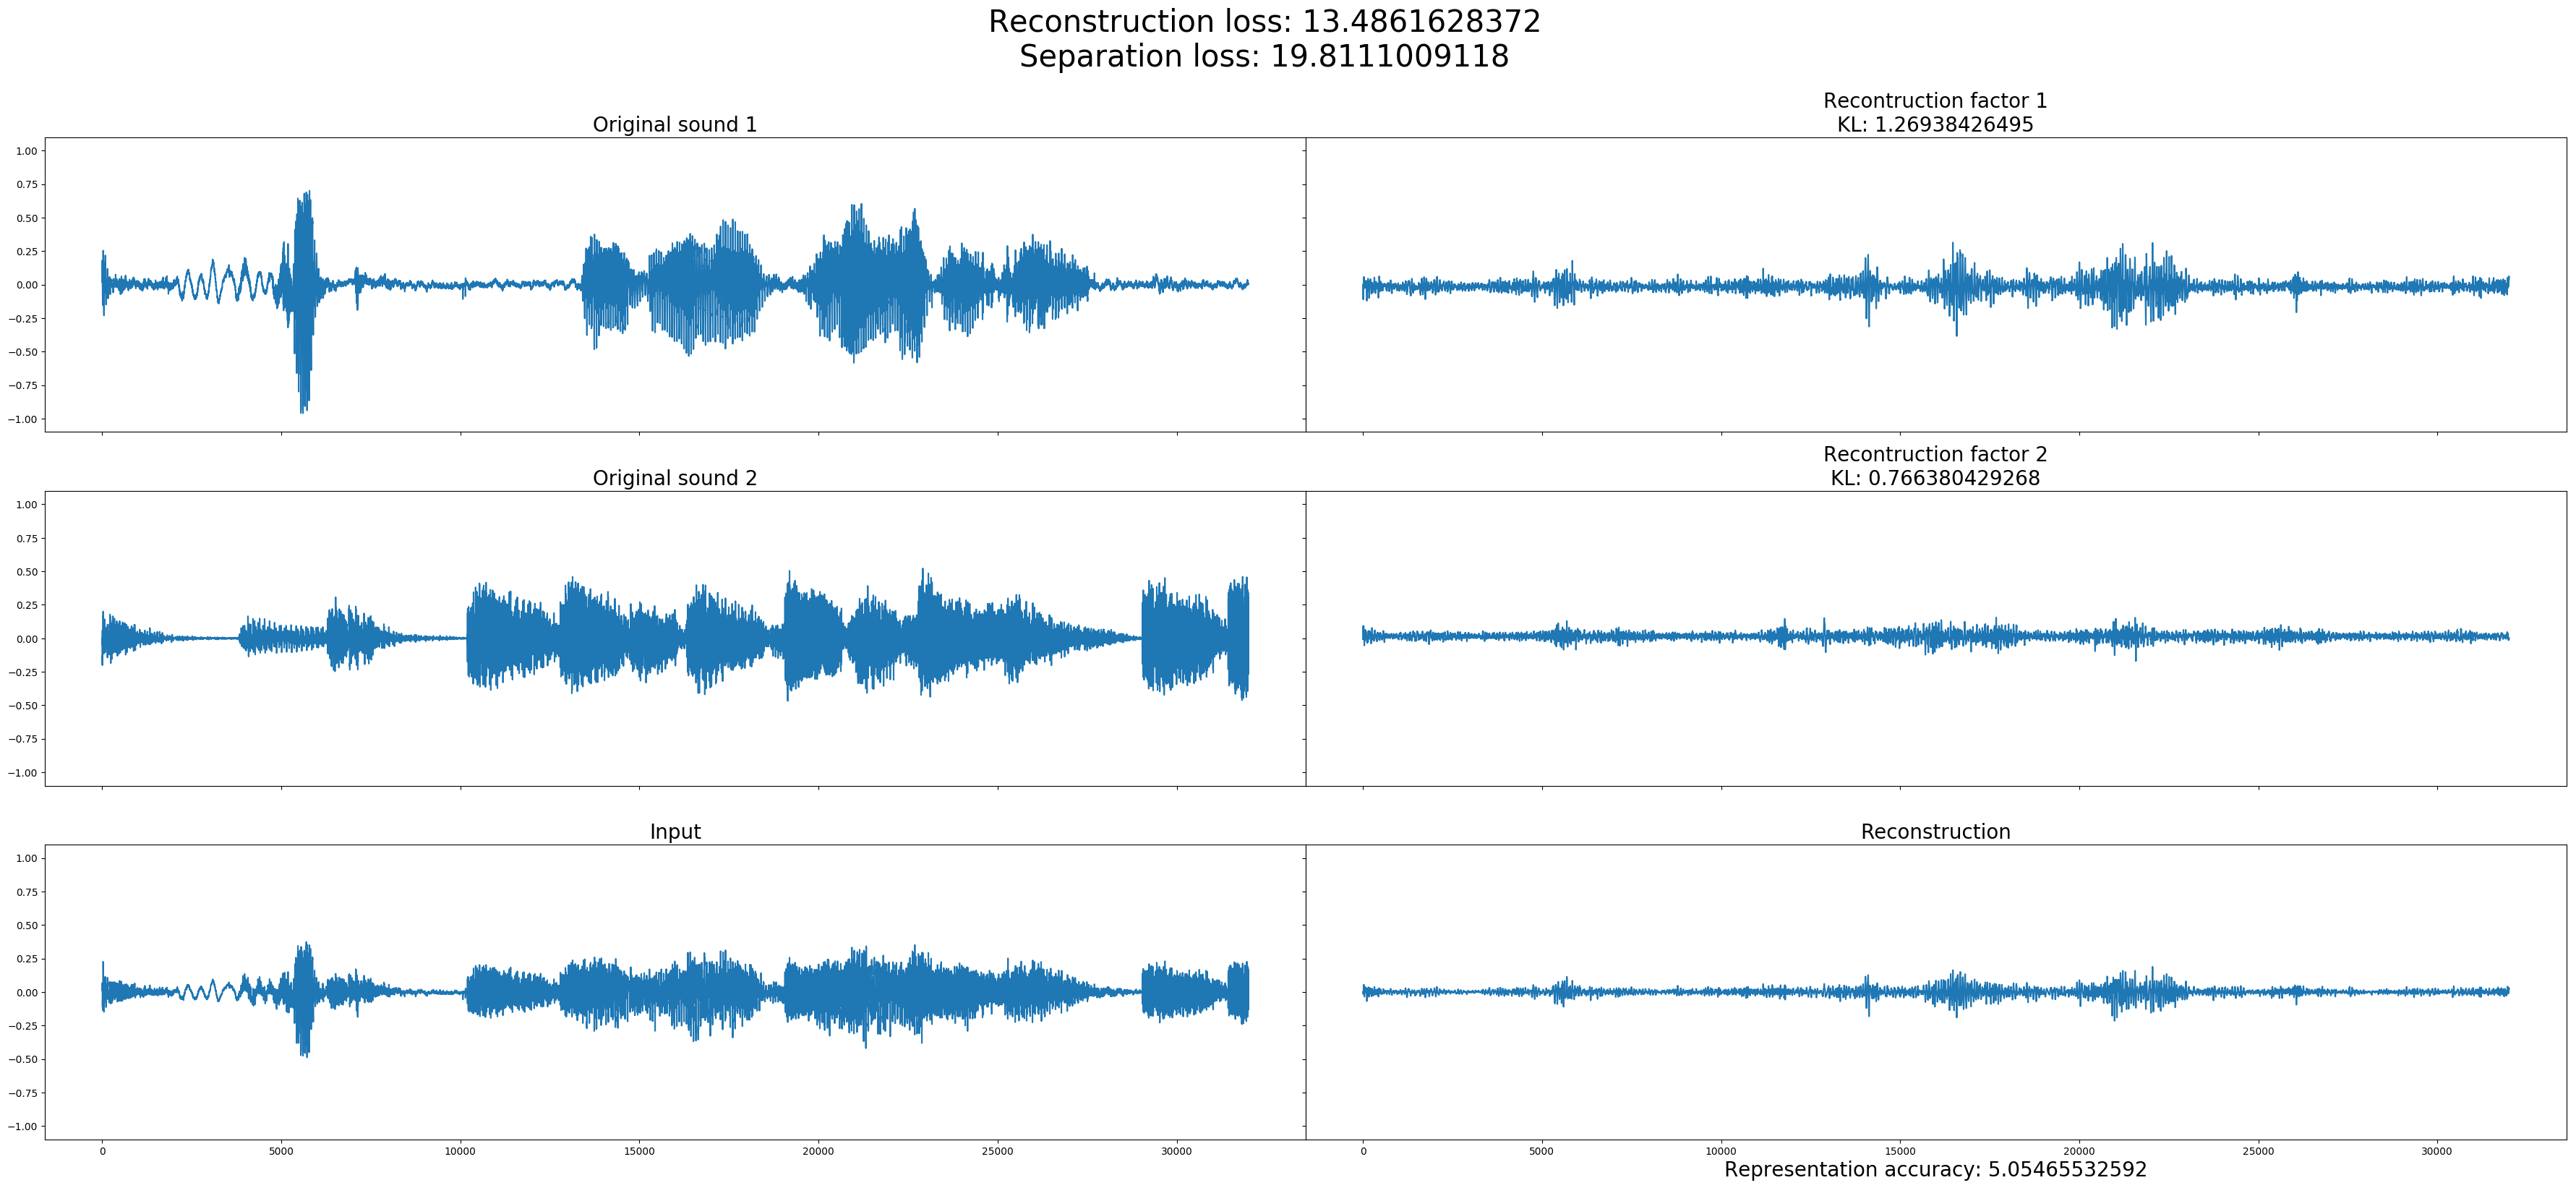 Reconstruction loss: 13.4861628372
Separation loss: 19.8111009118
Original sound 1
Recontruction factor 1
KL: 1.26938426495
1.00
0.75
0.50
0.25
0.00
−0.25
−0.50
−0.75
−1.00
Original sound 2
Recontruction factor 2
KL: 0.766380429268
1.00
0.75
0.50
0.25
0.00
−0.25
−0.50
−0.75
−1.00
Input
Reconstruction
1.00
0.75
0.50
0.25
0.00
−0.25
−0.50
−0.75
−1.00
0 5000 10000 15000 20000 25000 30000
0 5000 10000 15000 20000 25000 30000
Representation accuracy: 5.05465532592